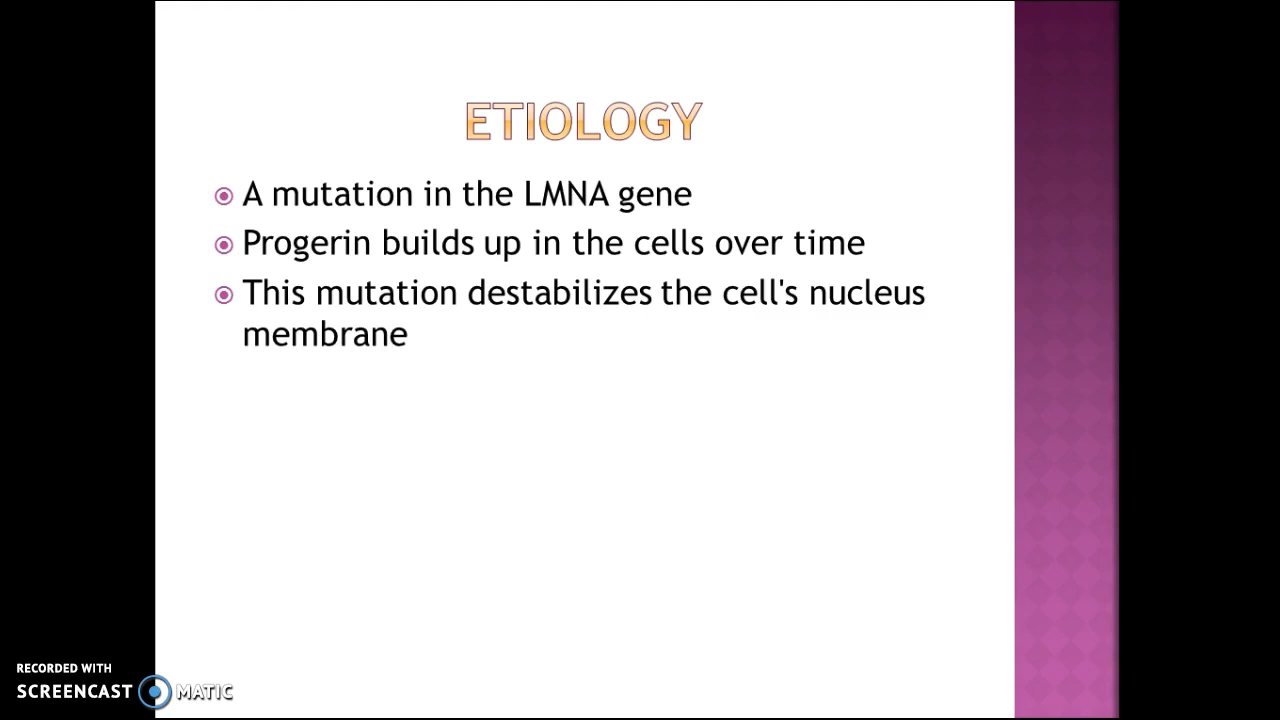 ETIOLOGY
A mutation in the LMNA gene
Progerin builds up in the cells over time
This mutation destabilizes the cell's nucleus
membrane
RECORDED WITH
SCREENCAST MATIC